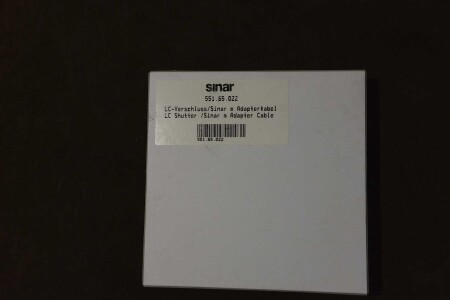 sinar
551.65.022
LC-Verschluss/Sinar m Adapterkabel
LC Shutter /Sinar m Adapter Cable
551.65.022